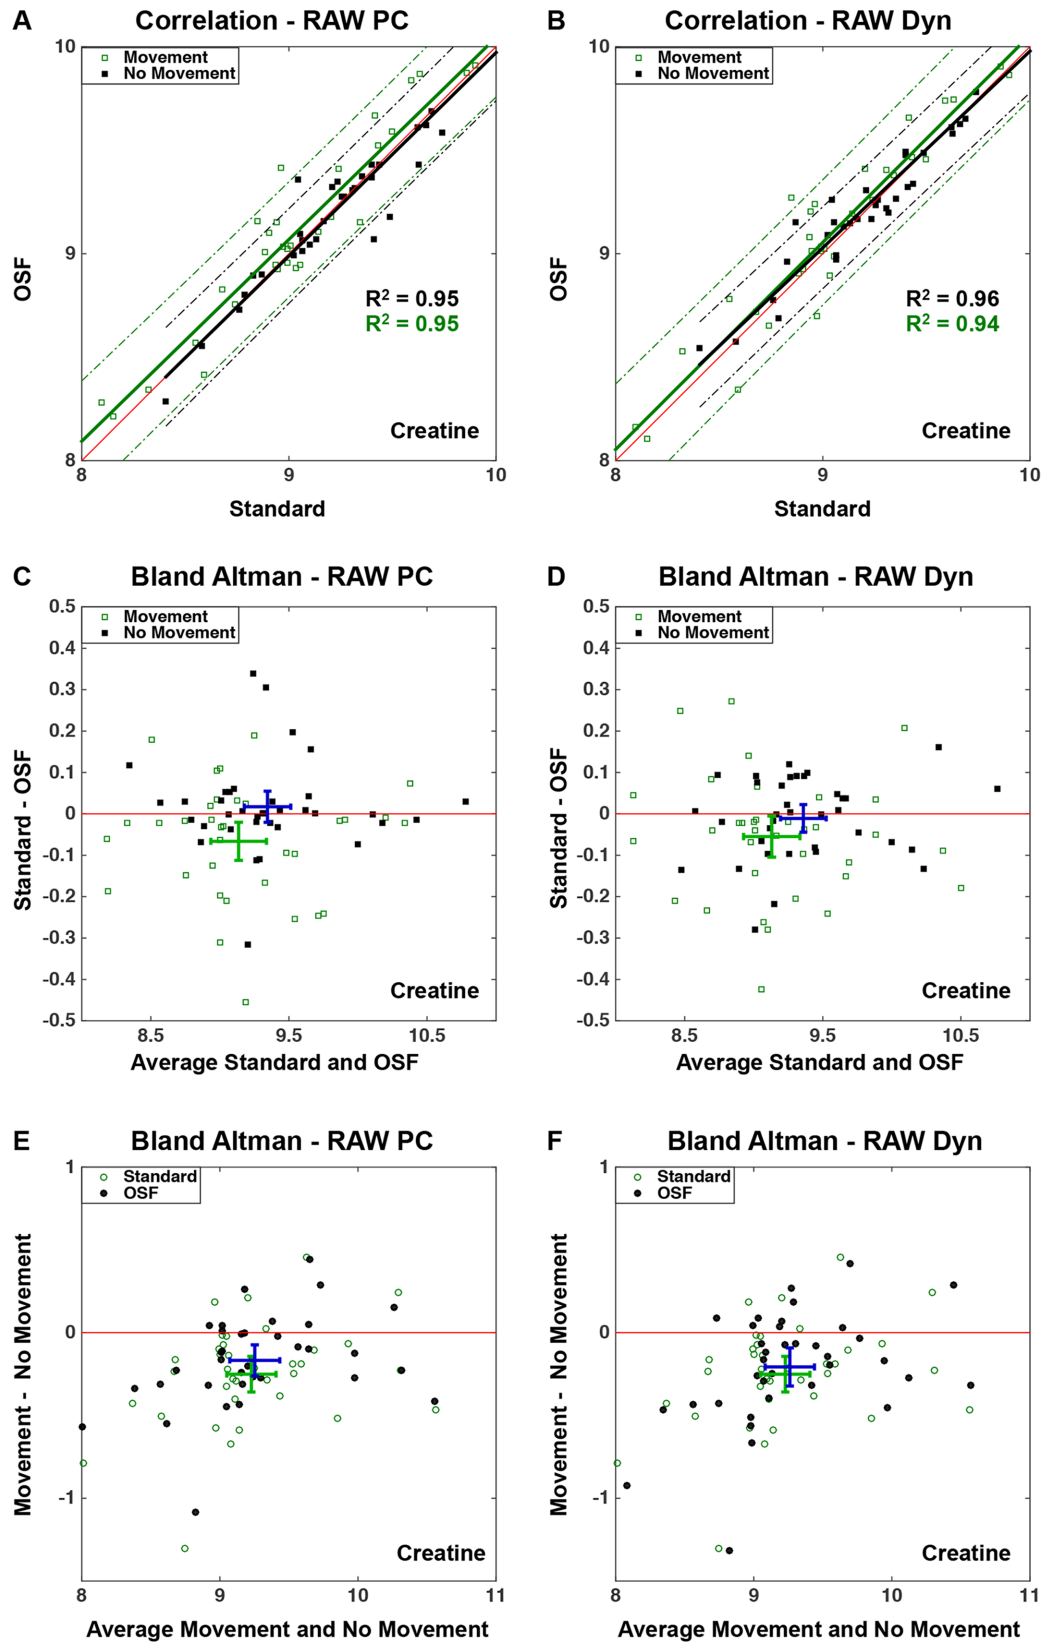 A Correlation - RAW PC
10
Movement
No Movement
9
OSF
R2 = 0.95
R2 = 0.95
Creatine
8
8 9 10
Standard
B Correlation - RAW Dyn
10
Movement
No Movement
9
OSF
R2 = 0.96
R2 = 0.94
Creatine
8
8 9 10
Standard
C Bland Altman - RAW PC
0.5
Movement
No Movement
0.4
0.3
0.2
0.1
0
-0.1
-0.2
-0.3
-0.4
-0.5
Standard - OSF
Creatine
8.5 9.5 10.5
Average Standard and OSF
D Bland Altman - RAW Dyn
0.5
Movement
No Movement
0.4
0.3
0.2
0.1
0
-0.1
-0.2
-0.3
-0.4
-0.5
Standard - OSF
Creatine
8.5 9.5 10.5
Average Standard and OSF
E Bland Altman - RAW PC
1
Standard
OSF
0
-1
Movement - No Movement
Creatine
8 9 10 11
Average Movement and No Movement
F Bland Altman - RAW Dyn
1
Standard
OSF
0
-1
Movement - No Movement
Creatine
8 9 10 11
Average Movement and No Movement